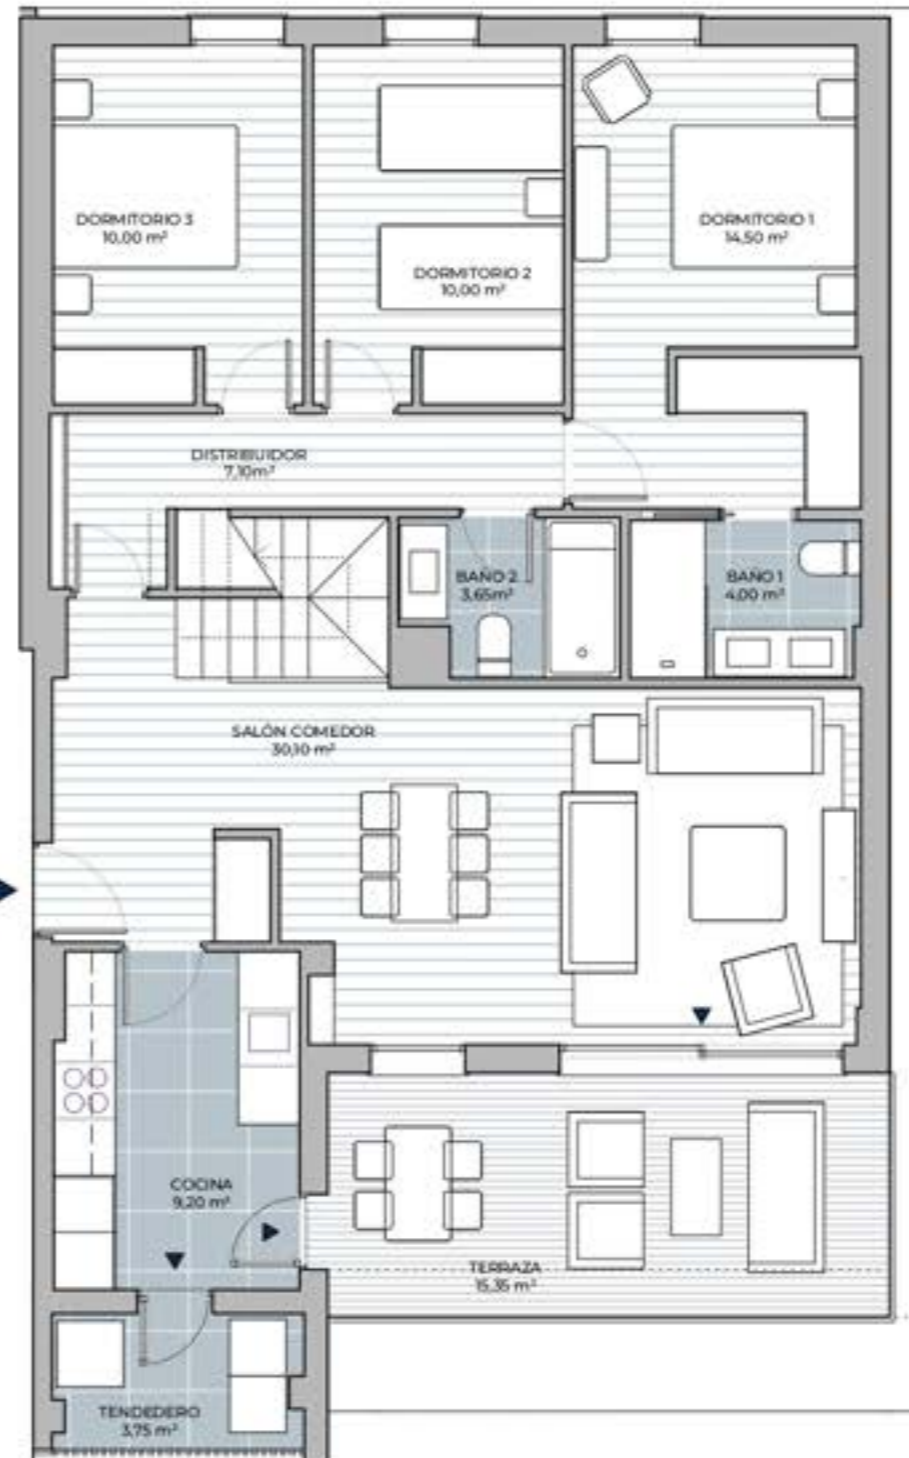 DORMITORIO 3
10,00 m²
DORMITORIO 2
10,00 m²
DORMITORIO 1
14,50 m²
DISTRIBUIDOR
7,10m²
BAÑO 2
3,65m²
BAÑO 1
4,00 m²
SALÓN COMEDOR
30,10 m²
COCINA
9,20 m²
TERRAZA
15,35 m²
TENDEDERO
3,75 m²